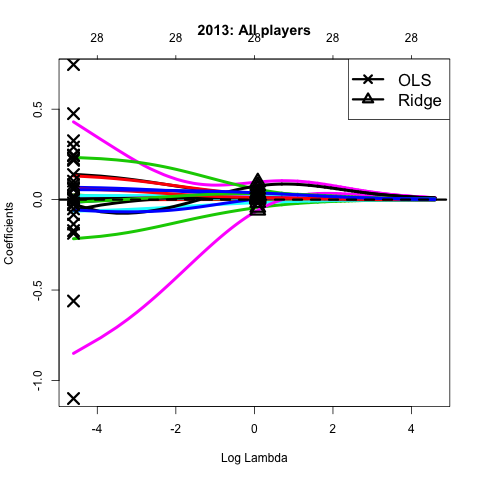 2013: All players
28 28 28 28 28
OLS
Ridge
0.5
0.0
-0.5
-1.0
Coefficients
-4 -2 0 2 4
Log Lambda